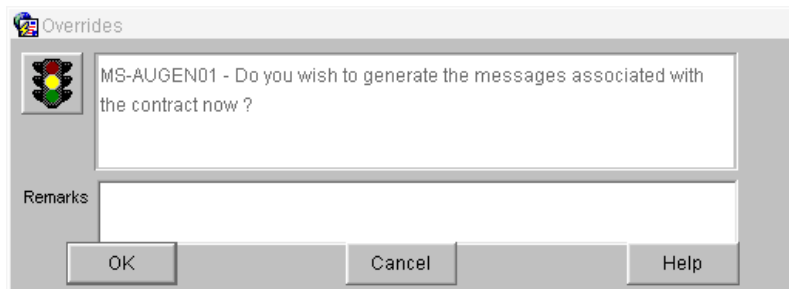 Overrides
MS-AUGEN01 - Do you wish to generate the messages associated with
the contract now ?
Remarks
OK
Cancel
Help